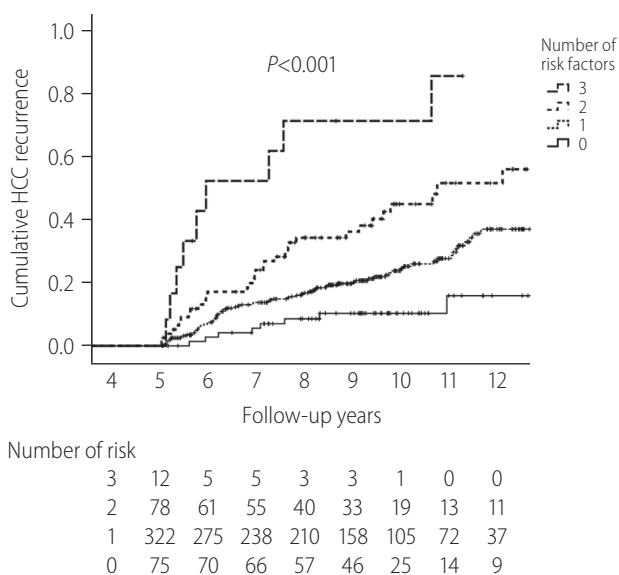 1.0
0.8
0.6
0.4
0.2
0.0
Cumulative HCC recurrence
P<0.001
Number of
risk factors
3
2
1
0
4 5 6 7 8 9 10 11 12
Follow-up years
Number of risk
3 12 5 5 3 3 1 0 0
2 78 61 55 40 33 19 13 11
1 322 275 238 210 158 105 72 37
0 75 70 66 57 46 25 14 9